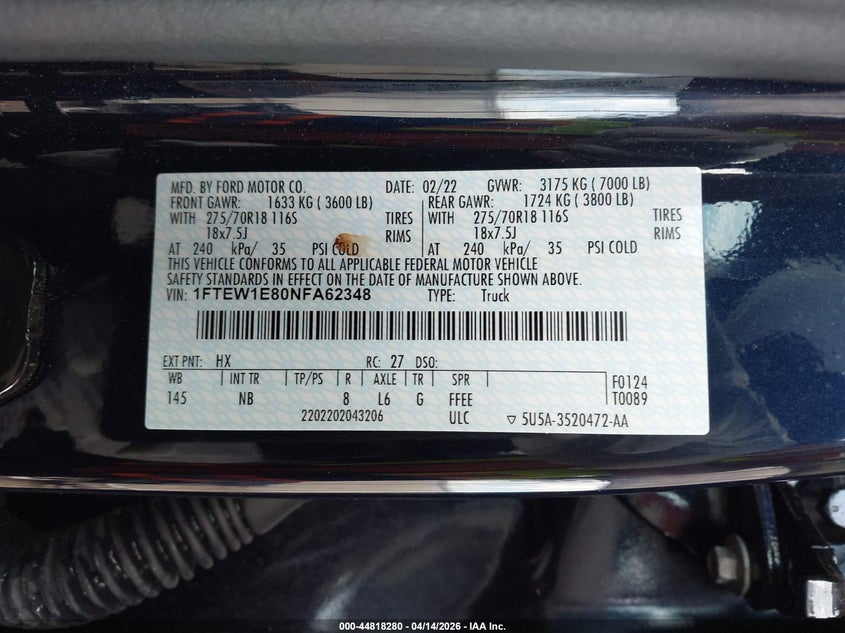 MFD. BY FORD MOTOR CO. DATE: 02/22 GVWR: 3175 KG ( 7000 LB)
FRONT GAWR: 1633 KG ( 3600 LB) REAR GAWR: 1724 KG ( 3800 LB)
WITH 275/70R18 116S TIRES WITH 275/70R18 116S TIRES
18x7.5J RIMS 18x7.5J RIMS
AT 240 kPa/ 35 PSI COLD AT 240 kPa/ 35 PSI COLD
THIS VEHICLE CONFORMS TO ALL APPLICABLE FEDERAL MOTOR VEHICLE
SAFETY STANDARDS IN EFFECT ON THE DATE OF MANUFACTURE SHOWN ABOVE.
VIN: 1FTEW1E80NFA62348 TYPE: Truck
EXT PNT: HX RC: 27 DSO:
WB INT TR TP/PS R AXLE TR SPR F0124
145 NB 8 L6 G FFEE T0089
2202202043206 ULC ▽ 5U5A-3520472-AA
000-44818280 - 04/14/2026 - IAA Inc.